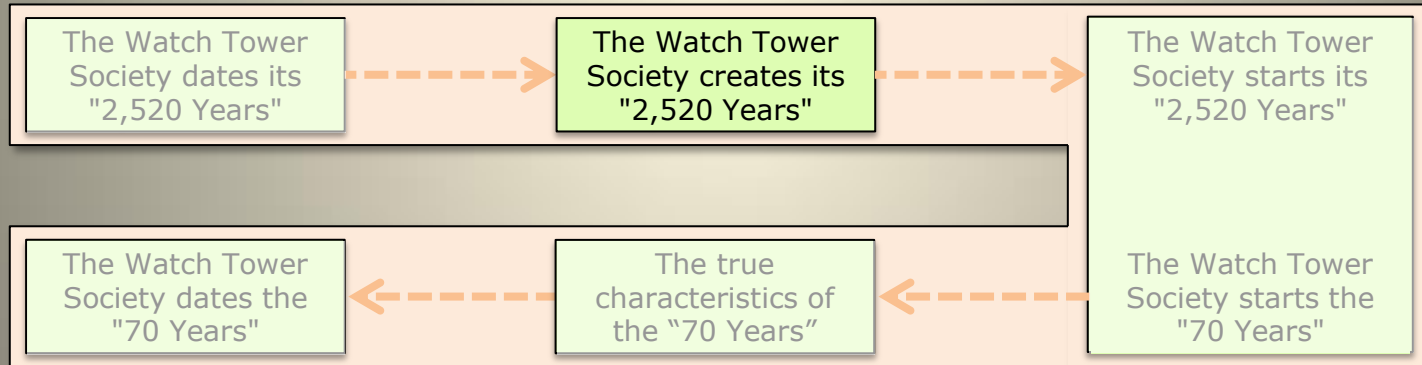 The Watch Tower
Society dates its
"2,520 Years"
The Watch Tower
Society creates its
"2,520 Years"
The Watch Tower
Society starts its
"2,520 Years"
The Watch Tower
Society dates the
"70 Years"
The true
characteristics of
the “70 Years”
The Watch Tower
Society starts the
"70 Years"